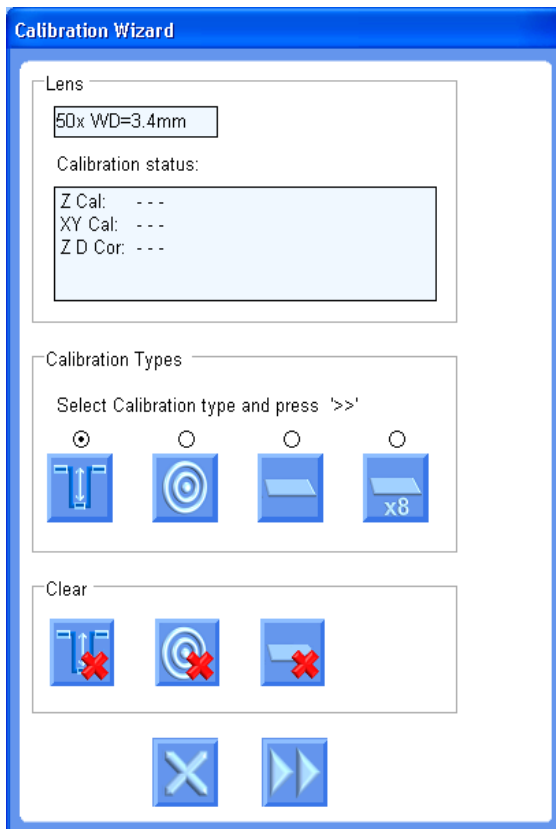 Calibration Wizard
Lens
50x WD=3.4mm
Calibration status:
Z Cal: - - -
XY Cal: - - -
Z D Cor: - - -
Calibration Types
Select Calibration type and press '>>'
x8
Clear